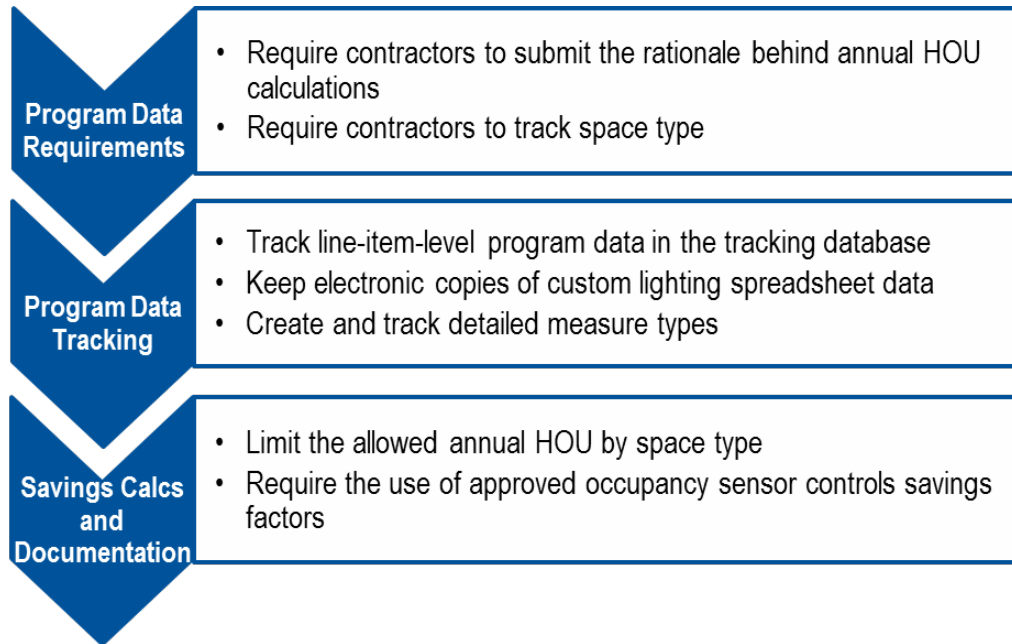 Program Data
Requirements
• Require contractors to submit the rationale behind annual HOU
calculations
• Require contractors to track space type
Program Data
Tracking
• Track line-item-level program data in the tracking database
• Keep electronic copies of custom lighting spreadsheet data
• Create and track detailed measure types
Savings Calcs
and
Documentation
• Limit the allowed annual HOU by space type
• Require the use of approved occupancy sensor controls savings
factors